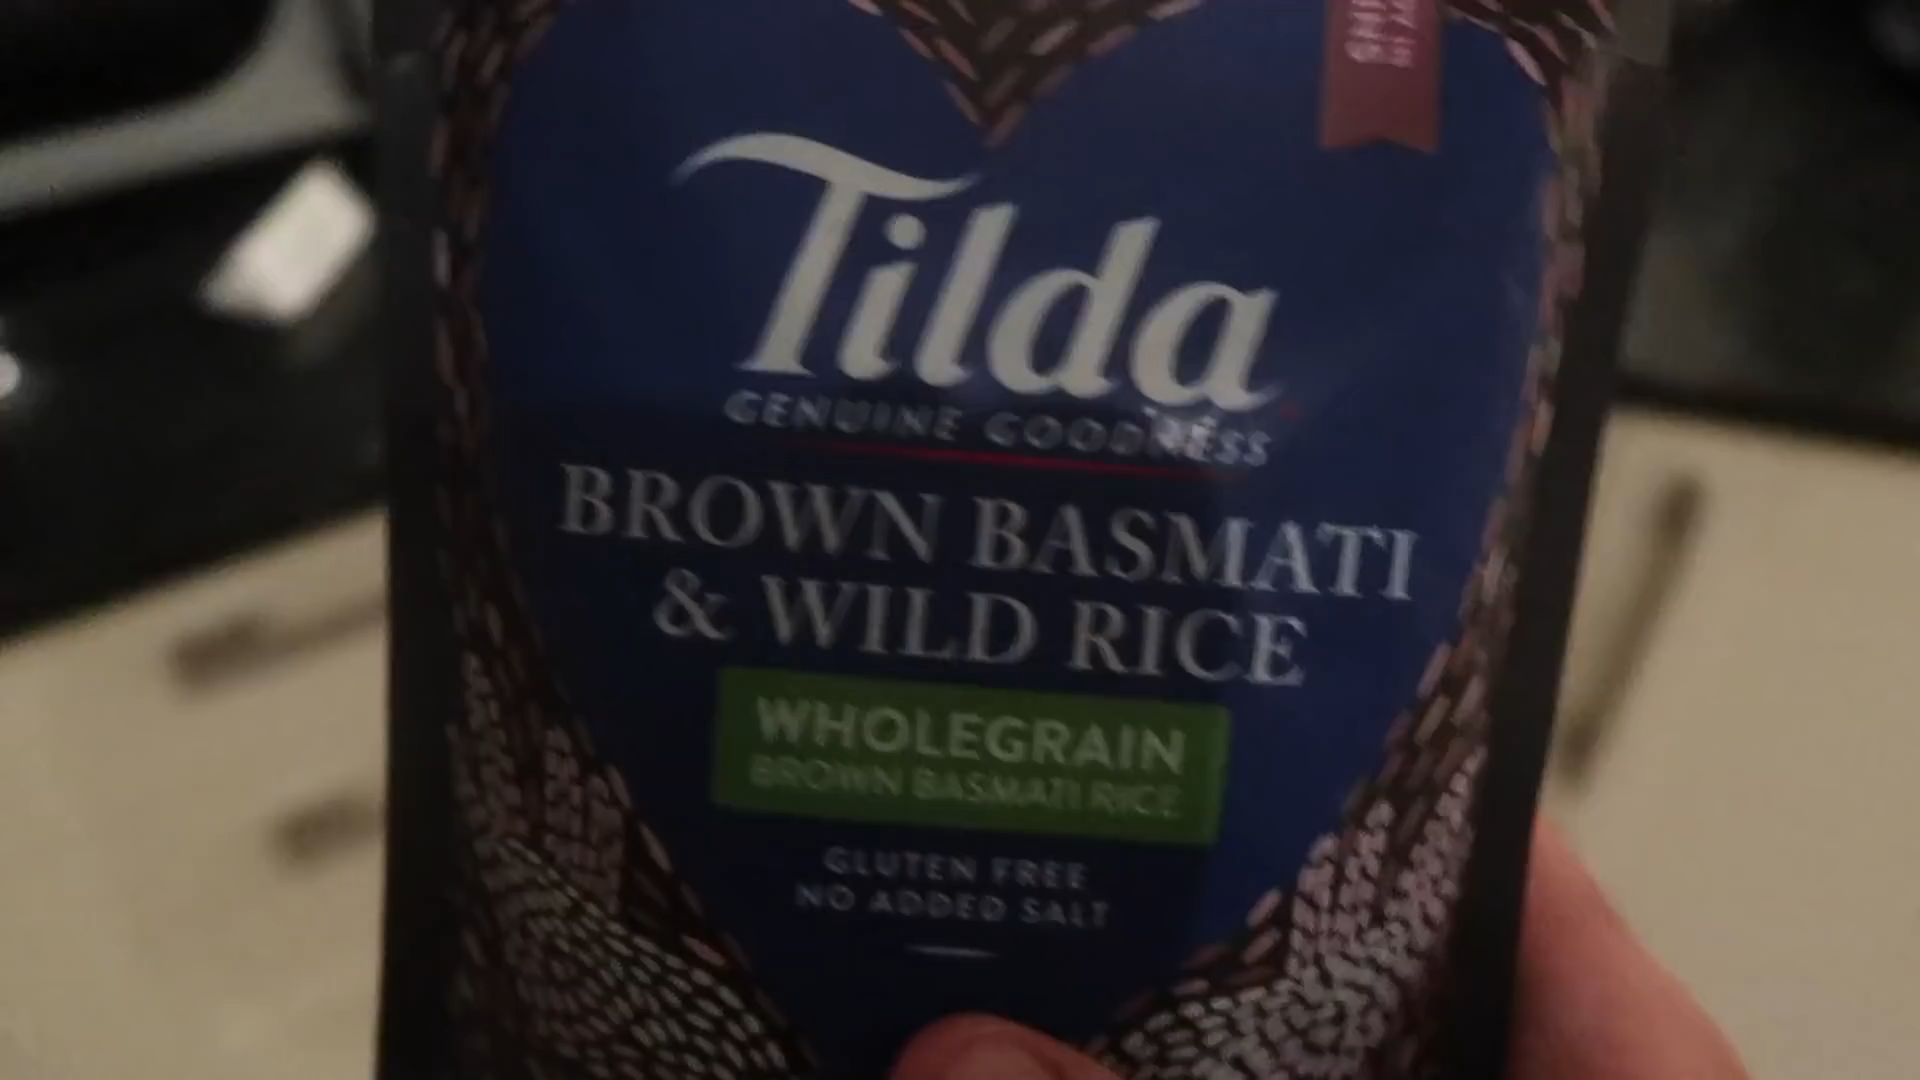 Tilda
GENUINE GOODNESS
BROWN BASMATI
& WILD RICE
WHOLEGRAIN
BROWN BASMATI RICE
GLUTEN FREE
NO ADDED SALT